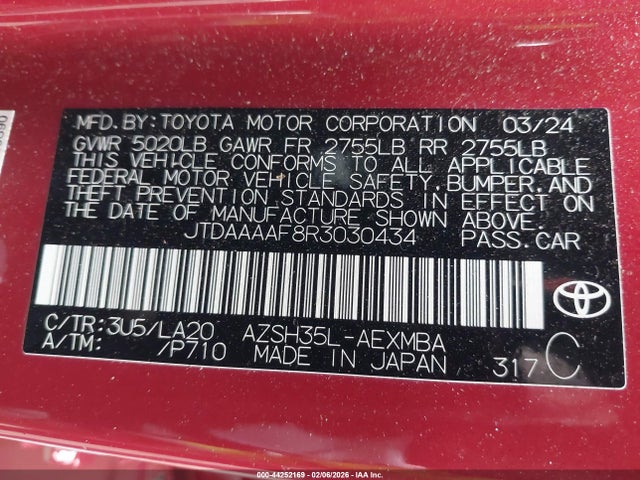 MFD. BY: TOYOTA MOTOR CORPORATION 03/24
GVWR 5020LB GAWR FR 2755LB RR 2755LB
THIS VEHICLE CONFORMS TO ALL APPLICABLE
FEDERAL MOTOR VEHICLE SAFETY, BUMPER, AND
THEFT PREVENTION STANDARDS IN EFFECT ON
THE DATE OF MANUFACTURE SHOWN ABOVE.
JTDAAAAF8R3030434 PASS. CAR
C/TR: 3U5/LA20 AZSH35L-AEXMBA
A/TM: /P710 MADE IN JAPAN 317 C
000-44252169 - 02/06/2026 - IAA Inc.